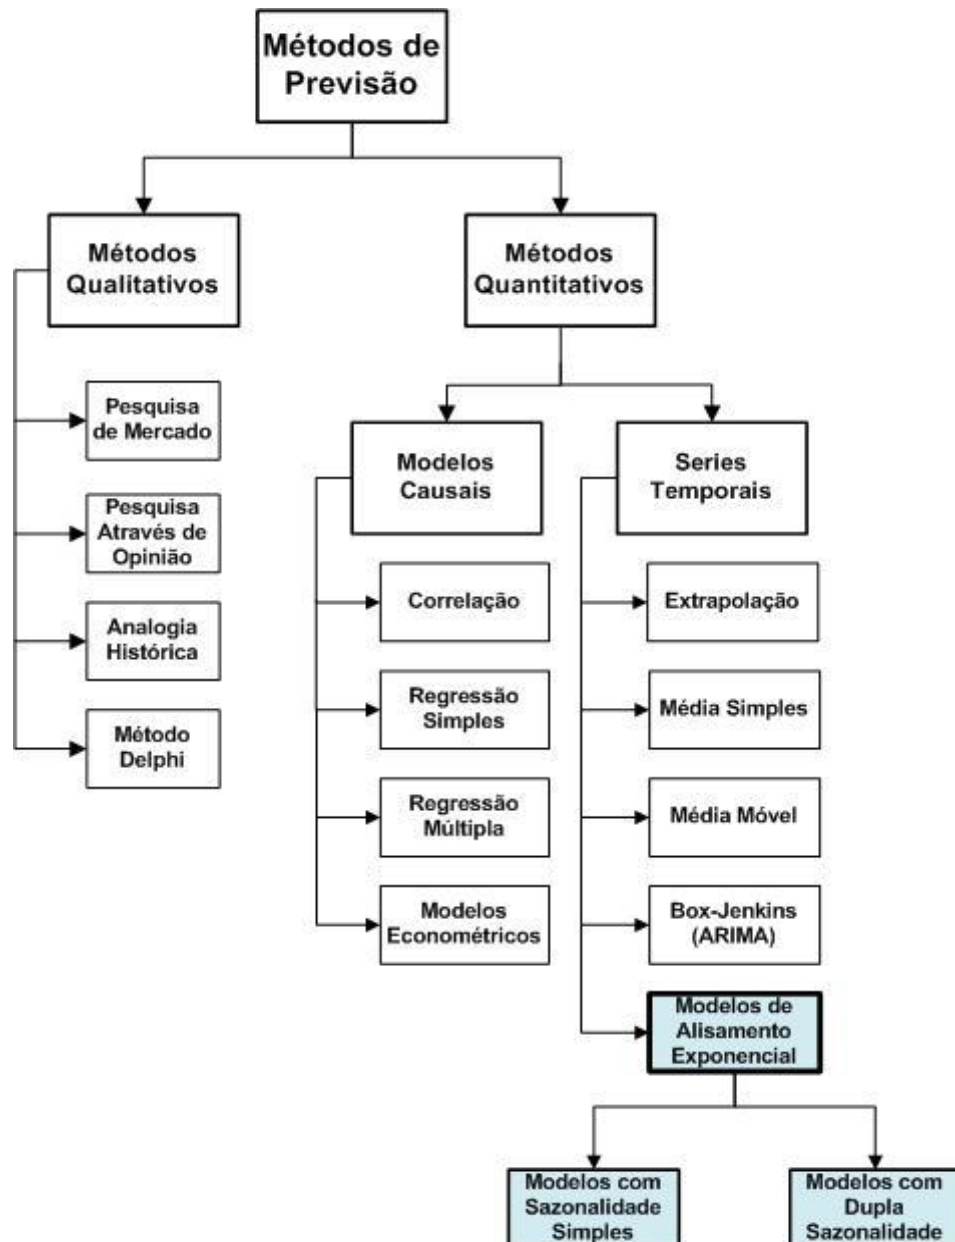 Métodos de
Previsão
Métodos
Qualitativos
Métodos
Quantitativos
Pesquisa
de Mercado
Pesquisa
Através de
Opinião
Analogia
Histórica
Método
Delphi
Modelos
Causais
Series
Temporais
Correlação
Regressão
Simples
Regressão
Múltipla
Modelos
Econométricos
Extrapolação
Média Simples
Média Móvel
Box-Jenkins
(ARIMA)
Modelos de
Alisamento
Exponencial
Modelos com
Sazonalidade
Simples
Modelos com
Dupla
Sazonalidade